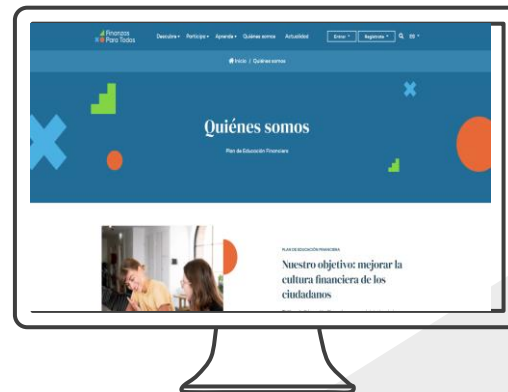 Finanzas
Para Todos
Descubre
Participa
Aprende
Quiénes somos
Actualidad
Entrar
Regístrate
ES
Inicio / Quiénes somos
Quiénes somos
Plan de Educación Financiera
PLAN DE EDUCACIÓN FINANCIERA
Nuestro objetivo: mejorar la
cultura financiera de los
ciudadanos